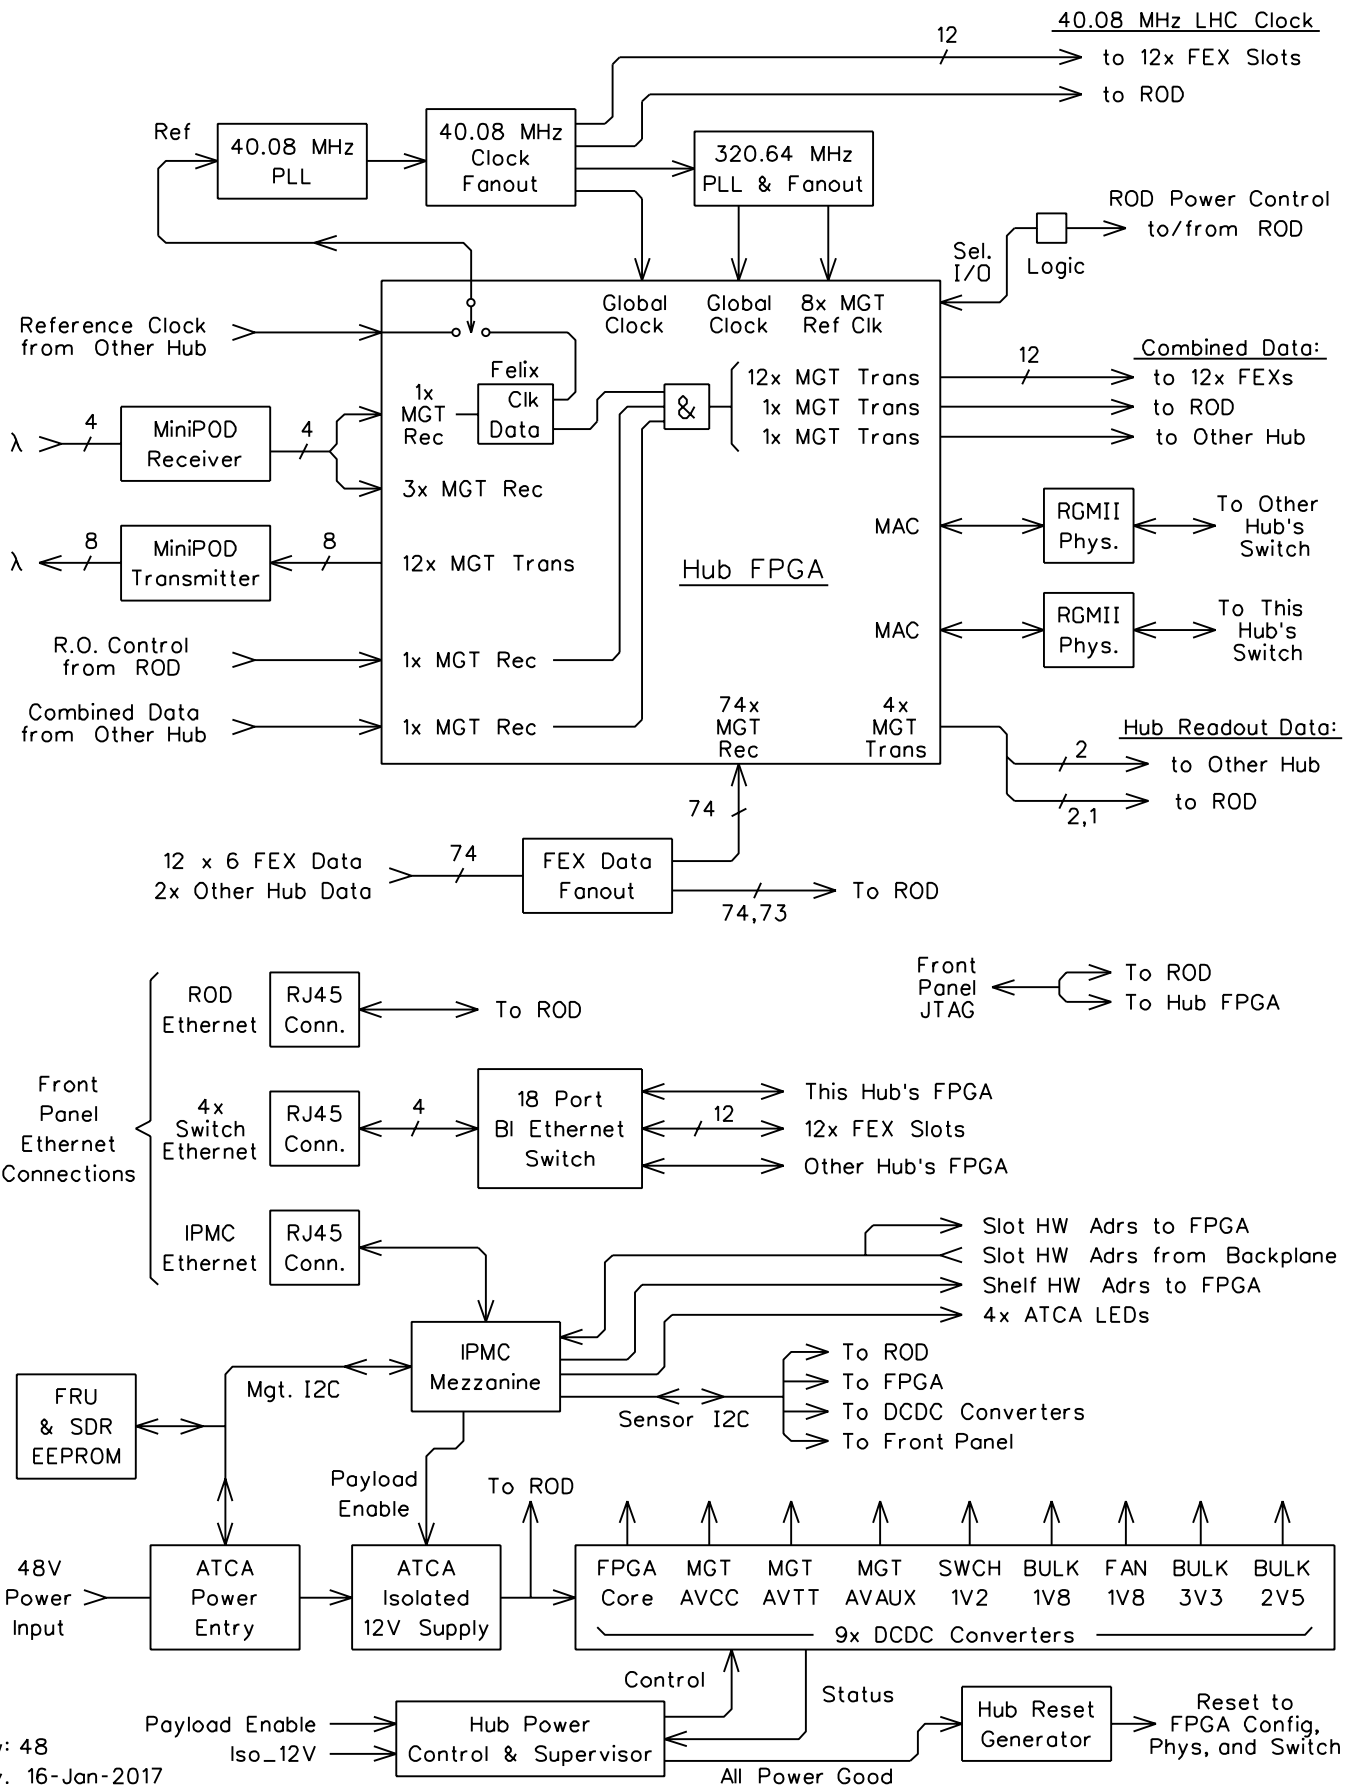 40.08 MHz LHC Clock
12
to 12x FEX Slots
to ROD
Ref
40.08 MHz
PLL
40.08 MHz
Clock
Fanout
320.64 MHz
PLL & Fanout
ROD Power Control
to/from ROD
Sel.
I/O
Logic
Global
Clock
Global
Clock
8x MGT
Ref Clk
Reference Clock
from Other Hub
Felix
Clk
Data
1x
MGT
Rec
&
12x MGT Trans
1x MGT Trans
1x MGT Trans
12
Combined Data:
to 12x FEXs
to ROD
to Other Hub
λ
4
MiniPOD
Receiver
4
3x MGT Rec
λ
8
MiniPOD
Transmitter
8
12x MGT Trans
Hub FPGA
MAC
RGMII
Phys.
To Other
Hub's
Switch
MAC
RGMII
Phys.
To This
Hub's
Switch
R.O. Control
from ROD
1x MGT Rec
Combined Data
from Other Hub
1x MGT Rec
74x
MGT
Rec
4x
MGT
Trans
Hub Readout Data:
2
to Other Hub
2,1
to ROD
74
12 x 6 FEX Data
2x Other Hub Data
74
FEX Data
Fanout
74,73
To ROD
Front
Panel
JTAG
To ROD
To Hub FPGA
Front
Panel
Ethernet
Connections
ROD
Ethernet
RJ45
Conn.
To ROD
4x
Switch
Ethernet
RJ45
Conn.
4
18 Port
BI Ethernet
Switch
This Hub's FPGA
12
12x FEX Slots
Other Hub's FPGA
IPMC
Ethernet
RJ45
Conn.
Slot HW Adrs to FPGA
Slot HW Adrs from Backplane
Shelf HW Adrs to FPGA
4x ATCA LEDs
IPMC
Mezzanine
Mgt. I2C
FRU
& SDR
EEPROM
Sensor I2C
To ROD
To FPGA
To DCDC Converters
To Front Panel
Payload
Enable
To ROD
48V
Power
Input
ATCA
Power
Entry
ATCA
Isolated
12V Supply
FPGA
Core
MGT
AVCC
MGT
AVTT
MGT
AVAUX
SWCH
1V2
BULK
1V8
FAN
1V8
BULK
3V3
BULK
2V5
9x DCDC Converters
Control
Status
Payload Enable
Iso_12V
Hub Power
Control & Supervisor
All Power Good
Hub Reset
Generator
Reset to
FPGA Config,
Phys, and Switch
: 48
. 16-Jan-2017